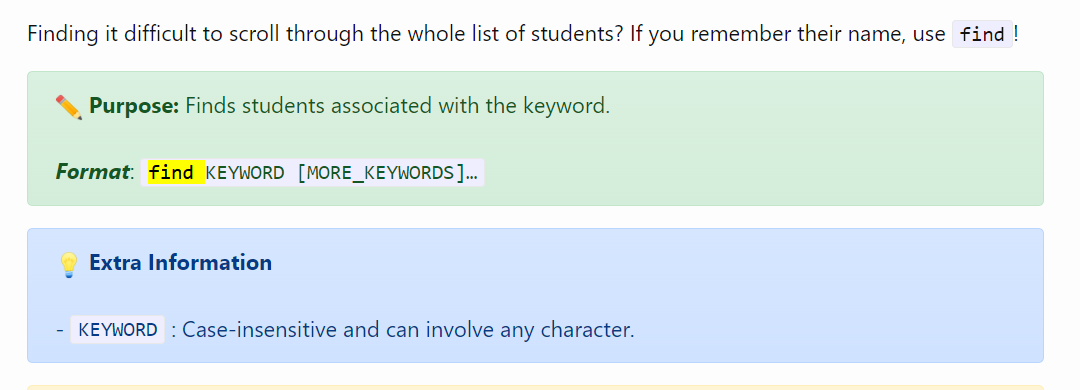 Finding it difficult to scroll through the whole list of students? If you remember their name, use find!
✏️ Purpose: Finds students associated with the keyword.
Format: find KEYWORD [MORE_KEYWORDS]…
💡 Extra Information
- KEYWORD : Case-insensitive and can involve any character.